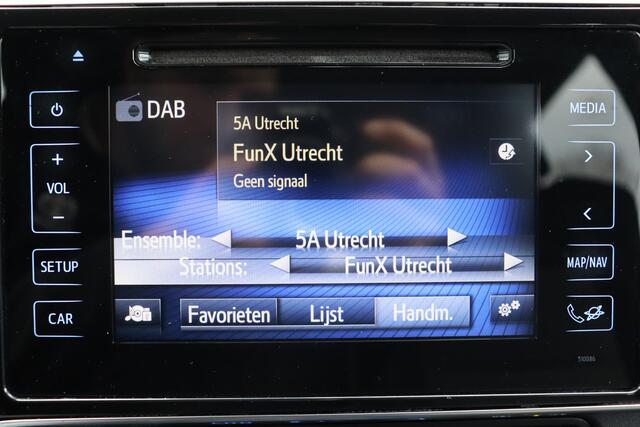 DAB
5A Utrecht
FunX Utrecht
Geen signaal
Ensemble: 5A Utrecht
Stations: FunX Utrecht
Favorieten Lijst Handm.
+
VOL
−
SETUP
CAR
MEDIA
MAP/NAV
510086